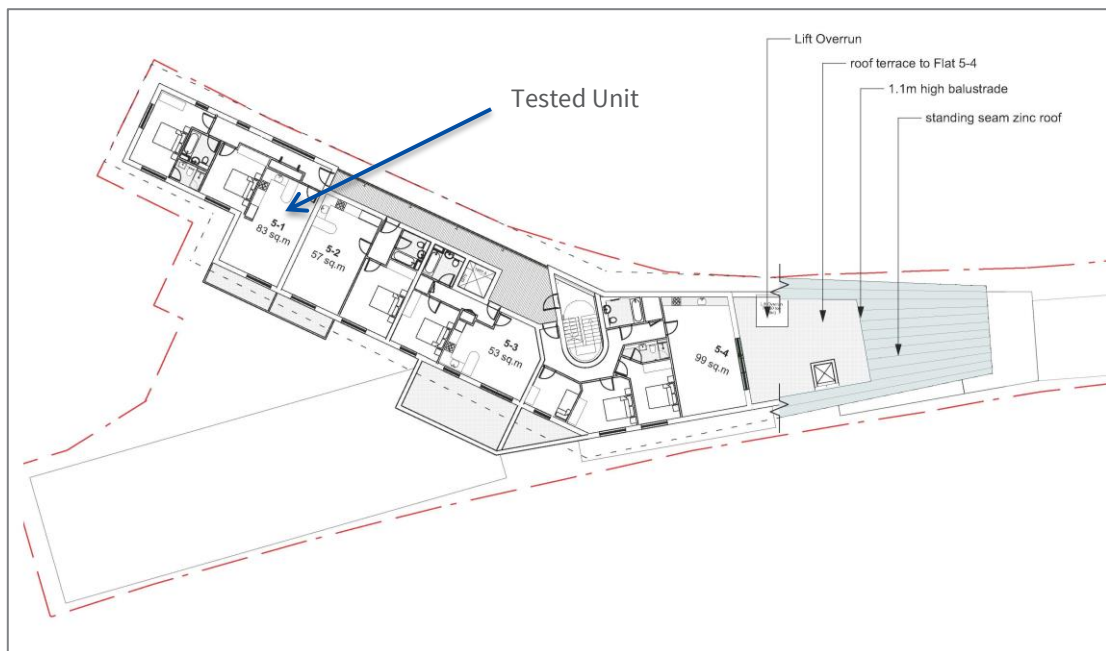 Lift Overrun
roof terrace to Flat 5-4
1.1m high balustrade
standing seam zinc roof
Tested Unit
5-1
83 sq.m
5-2
57 sq.m
5-3
53 sq.m
5-4
99 sq.m